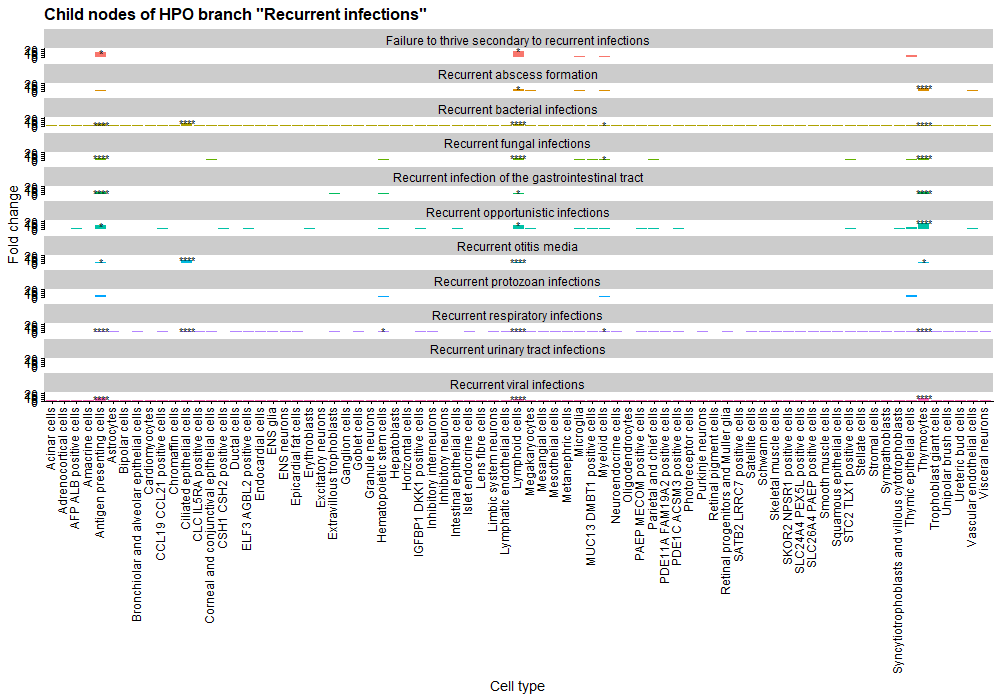 Child nodes of HPO branch "Recurrent infections"
Failure to thrive secondary to recurrent infections
Recurrent abscess formation
Recurrent bacterial infections
Recurrent fungal infections
Recurrent infection of the gastrointestinal tract
Recurrent opportunistic infections
Recurrent otitis media
Recurrent protozoan infections
Recurrent respiratory infections
Recurrent urinary tract infections
Recurrent viral infections
Fold change
Acinar cells
Adrenocortical cells
AFP ALB positive cells
Amacrine cells
Antigen presenting cells
Astrocytes
Bipolar cells
Bronchiolar and alveolar epithelial cells
Cardiomyocytes
CCL19 CCL21 positive cells
Chromaffin cells
Ciliated epithelial cells
CLC IL5RA positive cells
Corneal and conjunctival epithelial cells
CSH1 CSH2 positive cells
Ductal cells
ELF3 AGBL2 positive cells
Endocardial cells
ENS glia
ENS neurons
Epicardial fat cells
Erythroblasts
Excitatory neurons
Extravillous trophoblasts
Ganglion cells
Goblet cells
Granule neurons
Hematopoietic stem cells
Hepatoblasts
Horizontal cells
IGFBP1 DKK1 positive cells
Inhibitory interneurons
Inhibitory neurons
Intestinal epithelial cells
Islet endocrine cells
Lens fibre cells
Limbic system neurons
Lymphatic endothelial cells
Lymphoid cells
Megakaryocytes
Mesangial cells
Mesothelial cells
Metanephric cells
Microglia
MUC13 DMBT1 positive cells
Myeloid cells
Neuroendocrine cells
Oligodendrocytes
PAEP MECOM positive cells
Parietal and chief cells
PDE11A FAM19A2 positive cells
PDE1C ACSM3 positive cells
Photoreceptor cells
Purkinje neurons
Retinal pigment cells
Retinal progenitors and Muller glia
SATB2 LRRC7 positive cells
Satellite cells
Schwann cells
Skeletal muscle cells
SKOR2 NPSR1 positive cells
SLC24A4 PEX5L positive cells
SLC26A4 PAEP positive cells
Smooth muscle cells
Squamous epithelial cells
STC2 TLX1 positive cells
Stellate cells
Stromal cells
Sympathoblasts
Syncytiotrophoblasts and villous cytotrophoblasts
Thymic epithelial cells
Thymocytes
Trophoblast giant cells
Unipolar brush cells
Ureteric bud cells
Vascular endothelial cells
Visceral neurons
Cell type